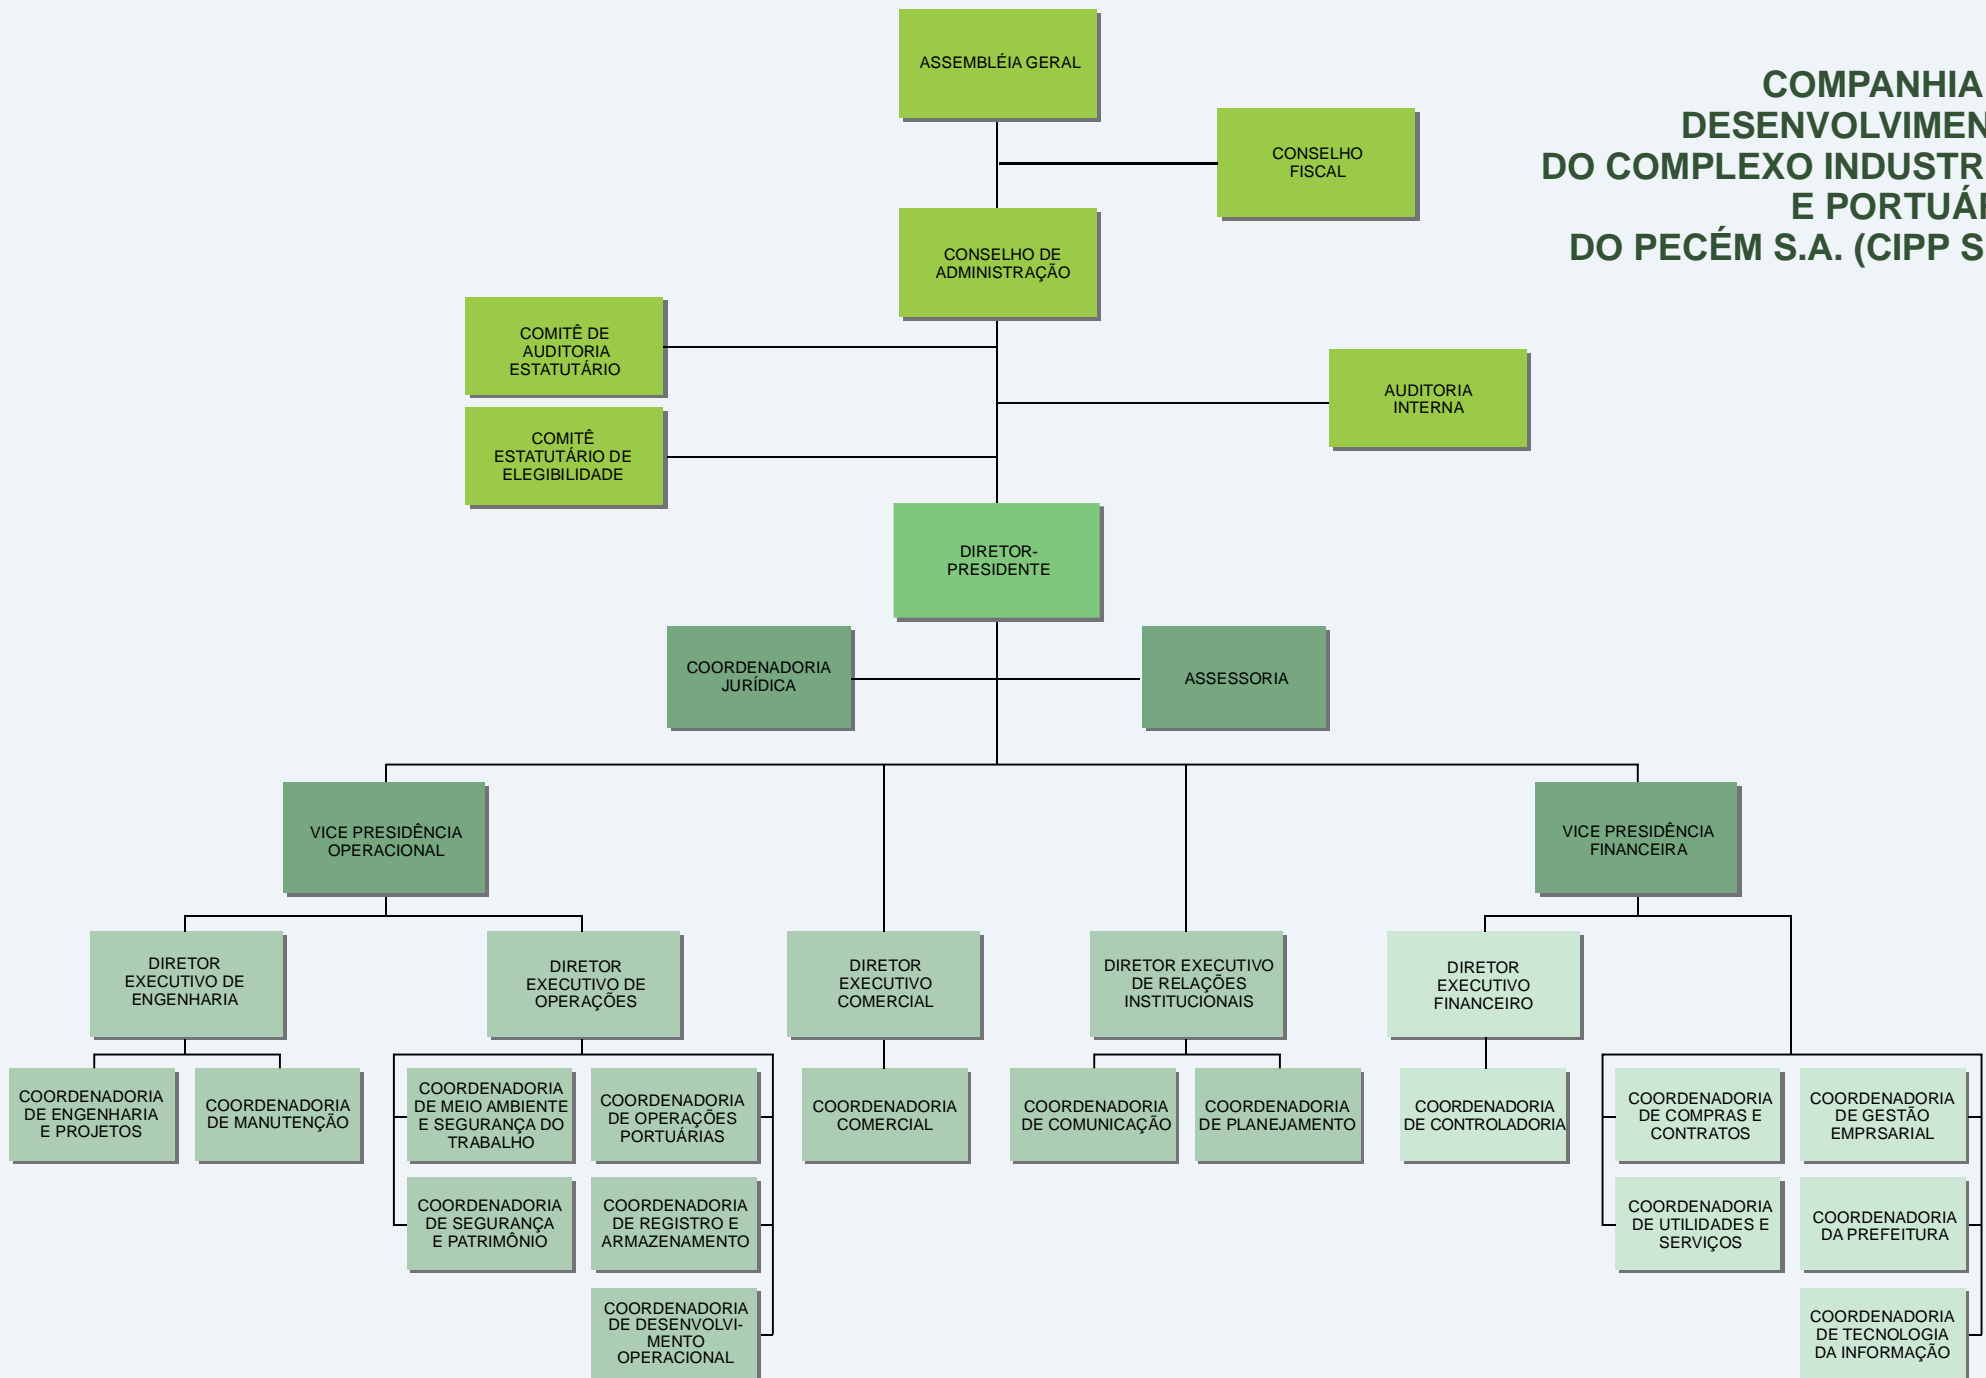 ASSEMBLÉIA GERAL
COMPANHIA
DESENVOLVIMEN
DO COMPLEXO INDUSTR
E PORTUÁR
DO PECÉM S.A. (CIPP S
CONSELHO
FISCAL
CONSELHO DE
ADMINISTRAÇÃO
COMITÊ DE
AUDITORIA
ESTATUTÁRIO
AUDITORIA
INTERNA
COMITÊ
ESTATUTÁRIO DE
ELEGIBILIDADE
DIRETOR-
PRESIDENTE
COORDENADORIA
JURÍDICA
ASSESSORIA
VICE PRESIDÊNCIA
OPERACIONAL
VICE PRESIDÊNCIA
FINANCEIRA
DIRETOR
EXECUTIVO DE
ENGENHARIA
DIRETOR
EXECUTIVO DE
OPERAÇÕES
DIRETOR
EXECUTIVO
COMERCIAL
DIRETOR EXECUTIVO
DE RELAÇÕES
INSTITUCIONAIS
DIRETOR
EXECUTIVO
FINANCEIRO
COORDENADORIA
DE ENGENHARIA
E PROJETOS
COORDENADORIA
DE MANUTENÇÃO
COORDENADORIA
DE MEIO AMBIENTE
E SEGURANÇA DO
TRABALHO
COORDENADORIA
DE OPERAÇÕES
PORTUÁRIAS
COORDENADORIA
COMERCIAL
COORDENADORIA
DE COMUNICAÇÃO
COORDENADORIA
DE PLANEJAMENTO
COORDENADORIA
DE CONTROLADORIA
COORDENADORIA
DE COMPRAS E
CONTRATOS
COORDENADORIA
DE GESTÃO
EMPRSARIAL
COORDENADORIA
DE SEGURANÇA
E PATRIMÔNIO
COORDENADORIA
DE REGISTRO E
ARMAZENAMENTO
COORDENADORIA
DE UTILIDADES E
SERVIÇOS
COORDENADORIA
DA PREFEITURA
COORDENADORIA
DE DESENVOLVI-
MENTO
OPERACIONAL
COORDENADORIA
DE TECNOLOGIA
DA INFORMAÇÃO